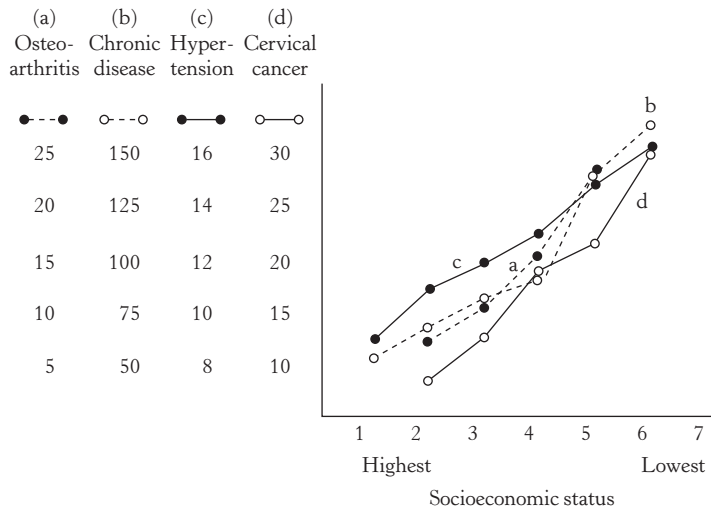 (a) (b) (c) (d)
Osteo- Chronic Hyper- Cervical
arthritis disease tension cancer
25 150 16 30
20 125 14 25
15 100 12 20
10 75 10 15
5 50 8 10
b
d
c
a
1 2 3 4 5 6 7
Highest Lowest
Socioeconomic status